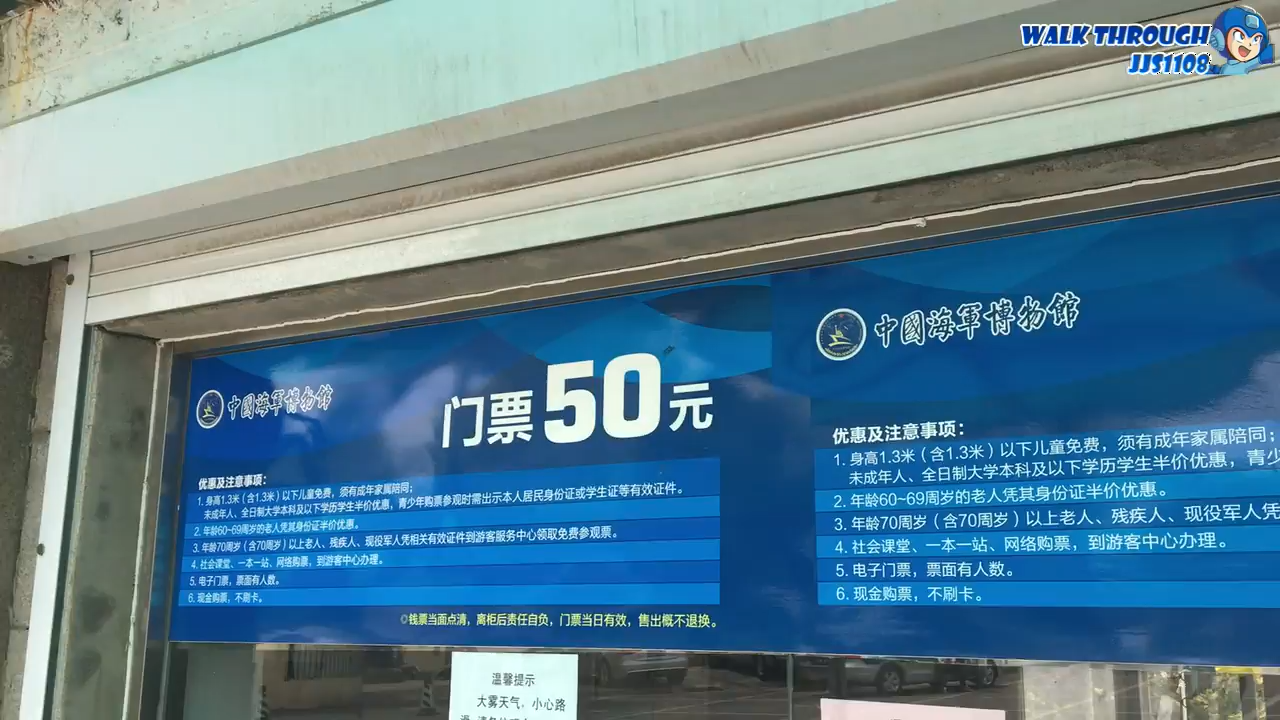 WALK THROUGH
JJS1108
中國海軍博物館
门票50元
优惠及注意事项:
1. 身高1.3米（含1.3米）以下儿童免费，须有成年家属陪同；
未成年人、全日制大学本科及以下学历学生半价优惠，青少年购票参观时需出示本人居民身份证或学生证等有效证件。
2. 年龄60~69周岁的老人凭其身份证半价优惠。
3. 年龄70周岁（含70周岁）以上老人、残疾人、现役军人凭相关有效证件到游客服务中心领取免费参观票。
4. 社会课堂、一本一站、网络购票，到游客中心办理。
5. 电子门票，票面有人数。
6. 现金购票，不刷卡。
◎钱票当面点清，离柜后责任自负，门票当日有效，售出概不退换。
中國海軍博物館
优惠及注意事项:
1. 身高1.3米（含1.3米）以下儿童免费，须有成年家属陪同；
未成年人、全日制大学本科及以下学历学生半价优惠，青少
2. 年龄60~69周岁的老人凭其身份证半价优惠。
3. 年龄70周岁（含70周岁）以上老人、残疾人、现役军人凭
4. 社会课堂、一本一站、网络购票，到游客中心办理。
5. 电子门票，票面有人数。
6. 现金购票，不刷卡。
温馨提示
大雾天气，小心路